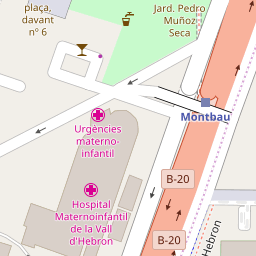 plaça,
davant
nº 6
Jard. Pedro
Muñoz
Seca
Montbau
Urgències
materno-
infantil
B-20
Hospital
Maternoinfantil
de la Vall
d'Hebron
B-20
Hebron